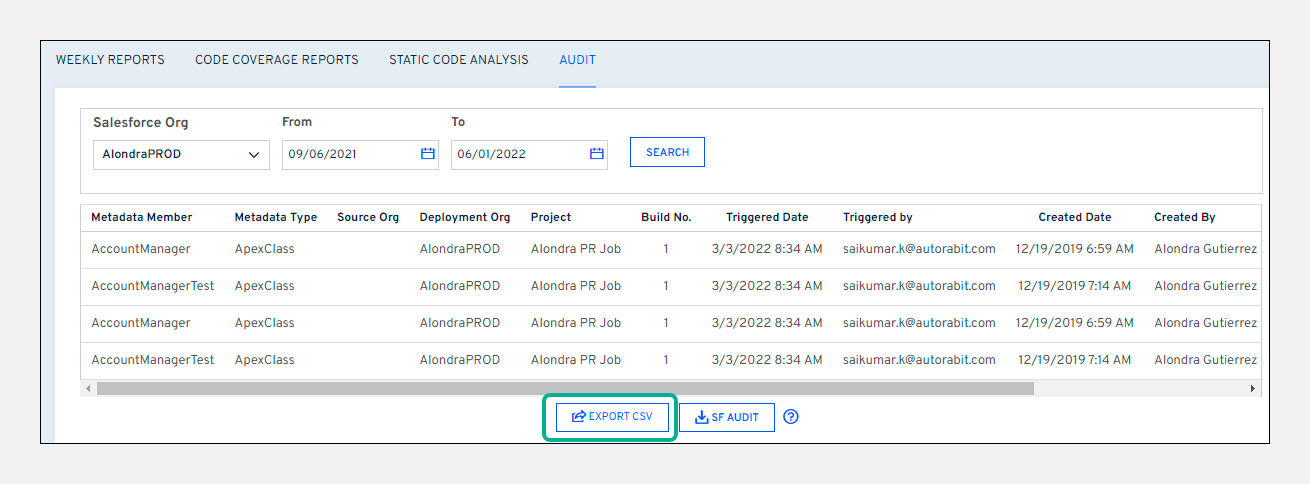 WEEKLY REPORTS CODE COVERAGE REPORTS STATIC CODE ANALYSIS AUDIT
Salesforce Org From To
AlondraPROD 09/06/2021 06/01/2022 SEARCH
Metadata Member Metadata Type Source Org Deployment Org Project Build No. Triggered Date Triggered by Created Date Created By
AccountManager ApexClass AlondraPROD Alondra PR Job 1 3/3/2022 8:34 AM saikumar.k@autorabit.com 12/19/2019 6:59 AM Alondra Gutierrez
AccountManagerTest ApexClass AlondraPROD Alondra PR Job 1 3/3/2022 8:34 AM saikumar.k@autorabit.com 12/19/2019 7:14 AM Alondra Gutierrez
AccountManager ApexClass AlondraPROD Alondra PR Job 1 3/3/2022 8:34 AM saikumar.k@autorabit.com 12/19/2019 6:59 AM Alondra Gutierrez
AccountManagerTest ApexClass AlondraPROD Alondra PR Job 1 3/3/2022 8:34 AM saikumar.k@autorabit.com 12/19/2019 7:14 AM Alondra Gutierrez
EXPORT CSV SF AUDIT ?